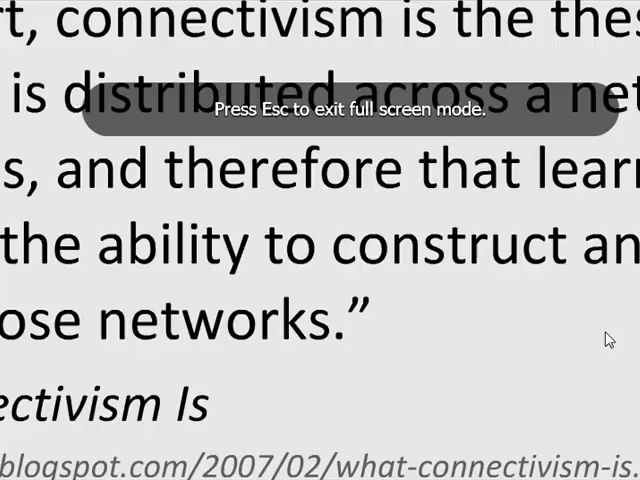 rt, connectivism is the thes
is distributed across a net
Press Esc to exit full screen mode.
s, and therefore that learn
the ability to construct an
ose networks.”
ectivism Is
blogspot.com/2007/02/what-connectivism-is.